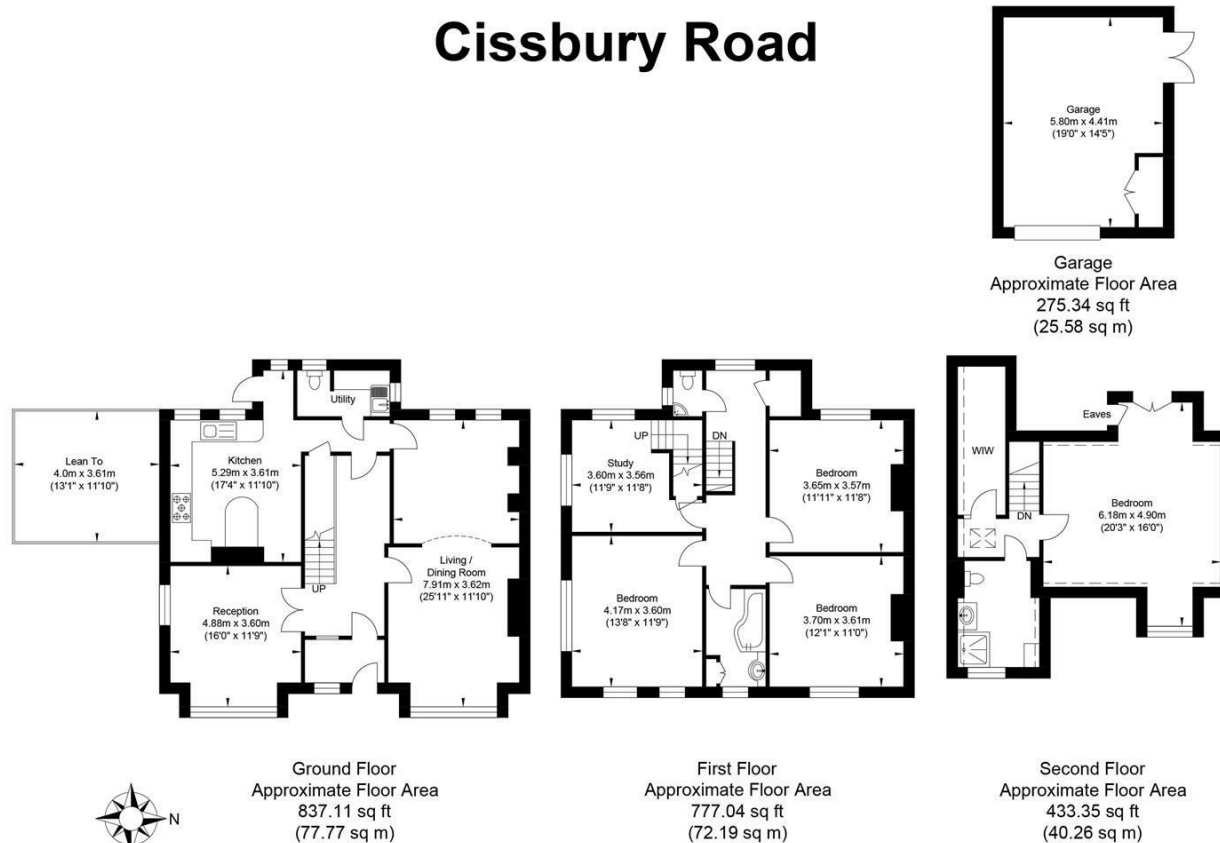 Cissbury Road
Garage
5.80m x 4.41m
(19'0" x 14'5")
Garage
Approximate Floor Area
275.34 sq ft
(25.58 sq m)
Lean To
4.0m x 3.61m
(13'1" x 11'10")
Kitchen
5.29m x 3.61m
(17'4" x 11'10")
Utility
UP
Reception
4.88m x 3.60m
(16'0" x 11'9")
Living /
Dining Room
7.91m x 3.62m
(25'11" x 11'10")
Ground Floor
Approximate Floor Area
837.11 sq ft
(77.77 sq m)
N
UP
DN
Study
3.60m x 3.56m
(11'9" x 11'8")
Bedroom
3.65m x 3.57m
(11'11" x 11'8")
Bedroom
4.17m x 3.60m
(13'8" x 11'9")
Bedroom
3.70m x 3.61m
(12'1" x 11'0")
First Floor
Approximate Floor Area
777.04 sq ft
(72.19 sq m)
Eaves
WIW
DN
Bedroom
6.18m x 4.90m
(20'3" x 16'0")
Second Floor
Approximate Floor Area
433.35 sq ft
(40.26 sq m)